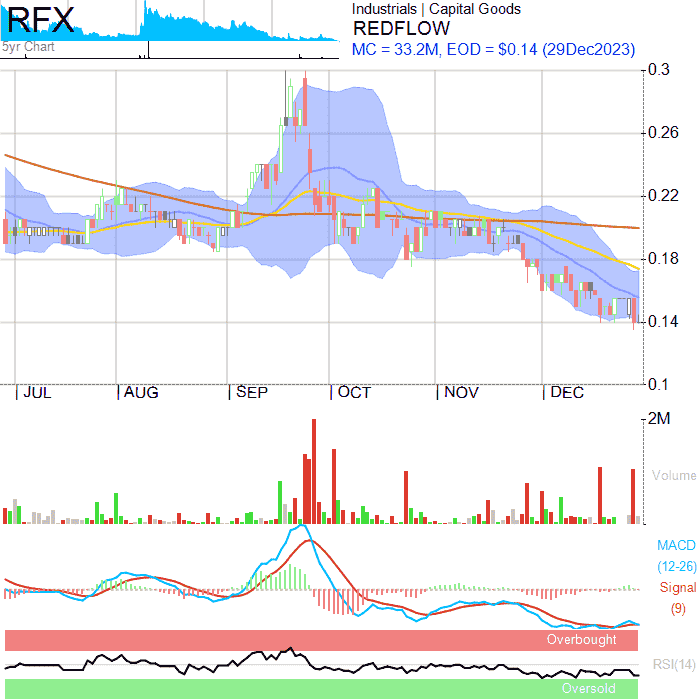 RFX
5yr Chart
Industrials | Capital Goods
REDFLOW
MC = 33.2M, EOD = $0.14 (29Dec2023)
0.3
0.26
0.22
0.18
0.14
0.1
JUL AUG SEP OCT NOV DEC
2M
Volume
MACD
(12-26)
Signal
(9)
Overbought
RSI(14)
Oversold